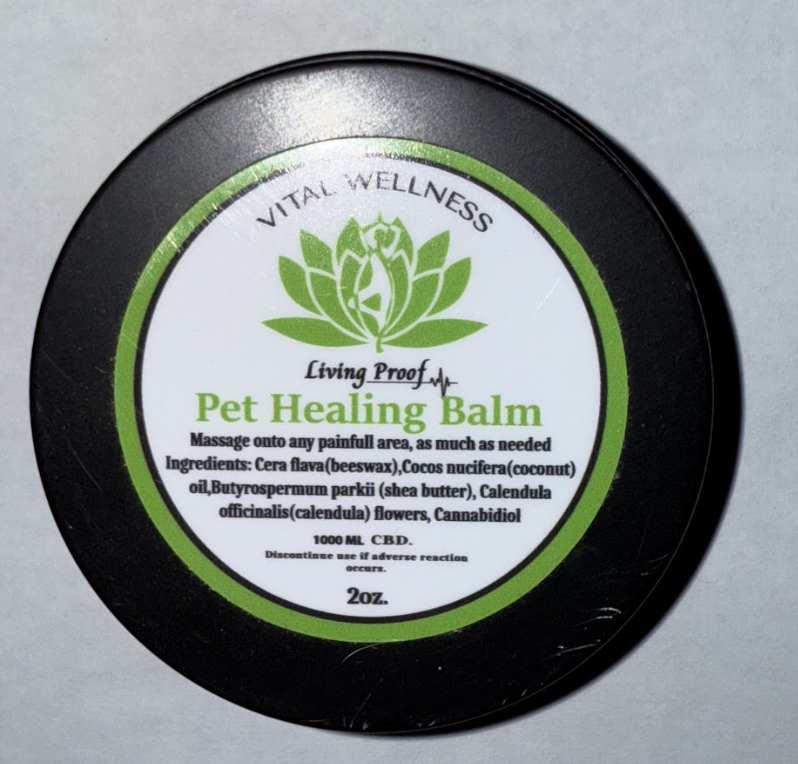 VITAL WELLNESS
Living Proof
Pet Healing Balm
Massage onto any painfull area, as much as needed
Ingredients: Cera flava(beeswax),Cocos nucifera(coconut)
oil,Butyrospermum parkii (shea butter), Calendula
officinalis(calendula) flowers, Cannabidiol
1000 ML CBD.
Discontinue use if adverse reaction
occurs.
2oz.